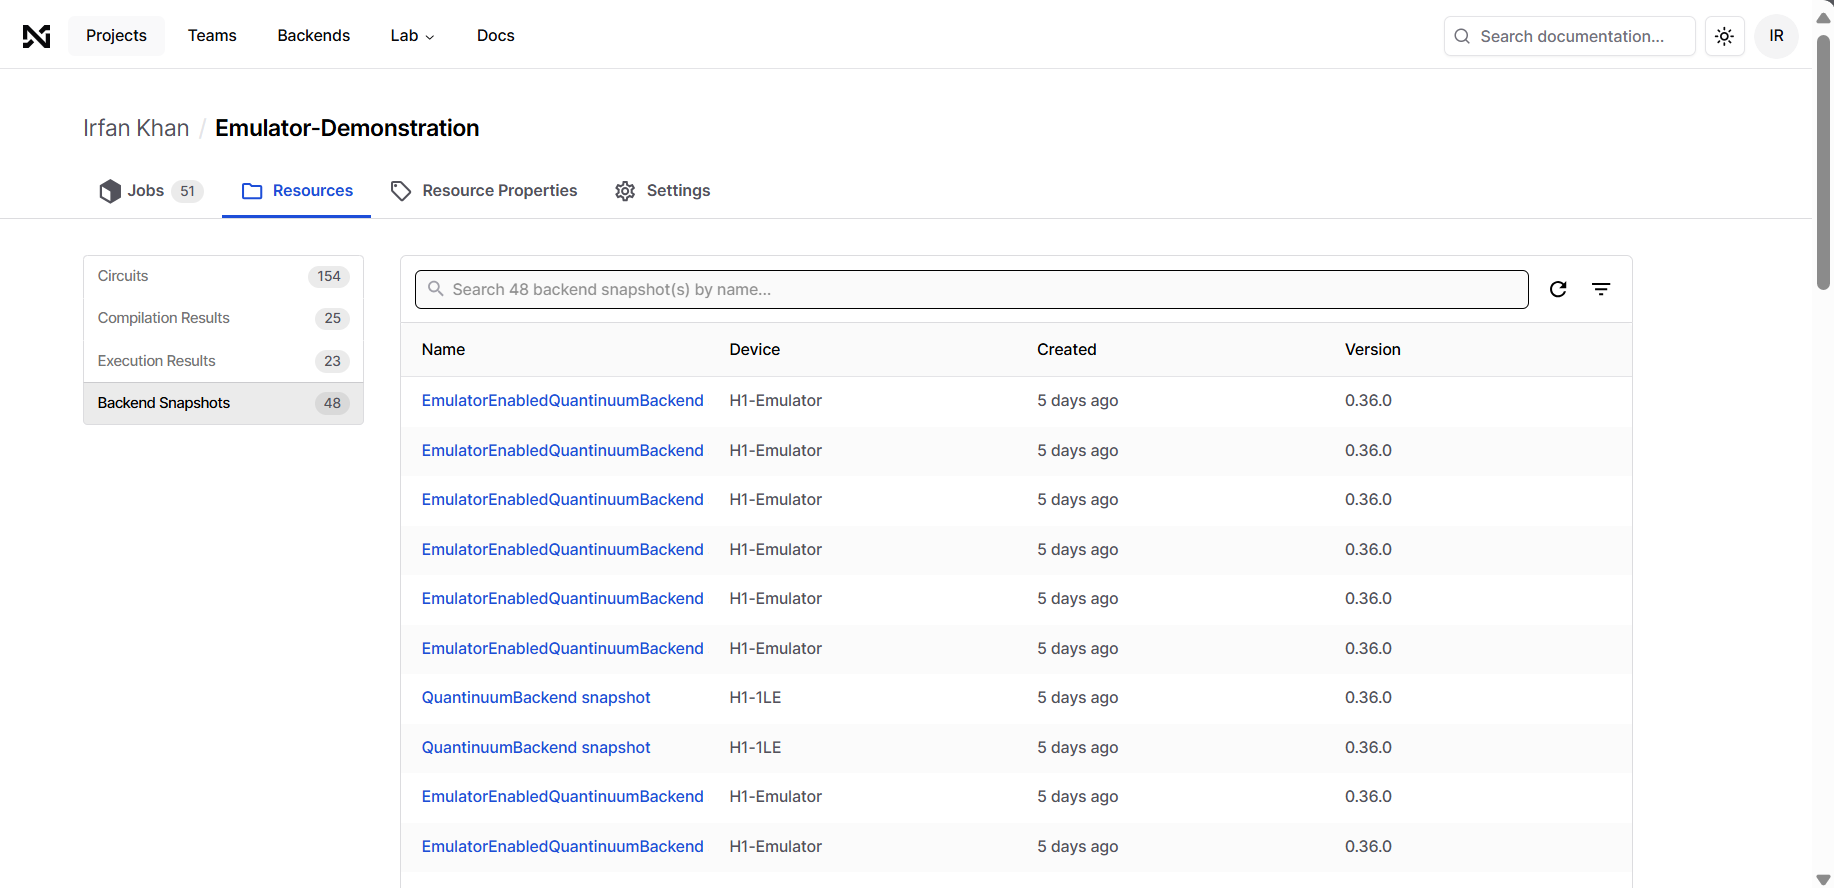 Projects Teams Backends Lab Docs Search documentation... IR
Irfan Khan / Emulator-Demonstration
Jobs 51 Resources Resource Properties Settings
Circuits 154
Compilation Results 25
Execution Results 23
Backend Snapshots 48
Search 48 backend snapshot(s) by name...
Name Device Created Version
EmulatorEnabledQuantinuumBackend H1-Emulator 5 days ago 0.36.0
EmulatorEnabledQuantinuumBackend H1-Emulator 5 days ago 0.36.0
EmulatorEnabledQuantinuumBackend H1-Emulator 5 days ago 0.36.0
EmulatorEnabledQuantinuumBackend H1-Emulator 5 days ago 0.36.0
EmulatorEnabledQuantinuumBackend H1-Emulator 5 days ago 0.36.0
EmulatorEnabledQuantinuumBackend H1-Emulator 5 days ago 0.36.0
QuantinuumBackend snapshot H1-1LE 5 days ago 0.36.0
QuantinuumBackend snapshot H1-1LE 5 days ago 0.36.0
EmulatorEnabledQuantinuumBackend H1-Emulator 5 days ago 0.36.0
EmulatorEnabledQuantinuumBackend H1-Emulator 5 days ago 0.36.0